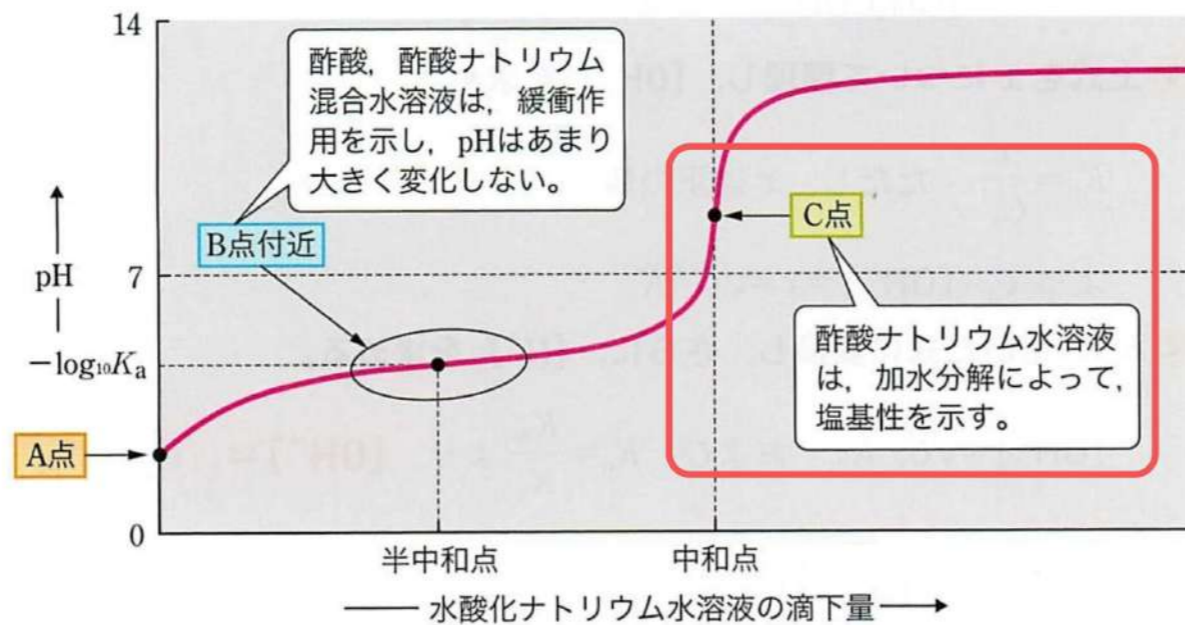 14
酢酸，酢酸ナトリウム
混合水溶液は，緩衝作
用を示し，pHはあまり
大きく変化しない。
B点付近
C点
pH
7
酢酸ナトリウム水溶液
は，加水分解によって，
塩基性を示す。
−log₁₀Kₐ
A点
0
半中和点
中和点
水酸化ナトリウム水溶液の滴下量